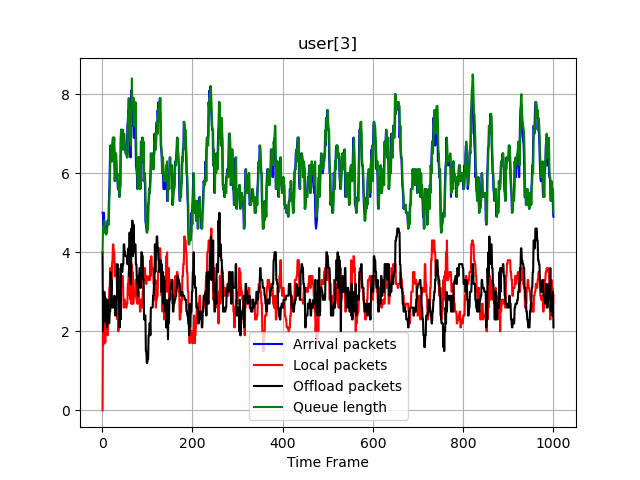 user[3]
8
6
4
2
0
Arrival packets
Local packets
Offload packets
Queue length
0 200 400 600 800 1000
Time Frame